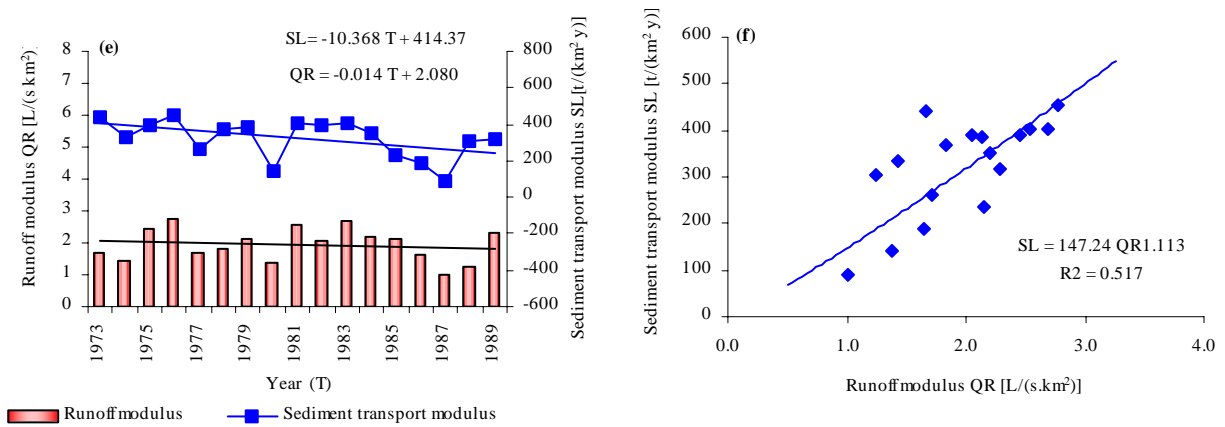 (e)
SL= -10.368 T + 414.37
QR = -0.014 T + 2.080
Runoff modulus QR [L/(s km²)
8
7
6
5
4
3
2
1
0
800
600
400
200
0
-200
-400
-600
Sediment transport modulus SL[t/(km² y)]
1973
1975
1977
1979
1981
1983
1985
1987
1989
Year (T)
Runoff modulus
Sediment transport modulus
(f)
Sediment transport modulus SL [t/(km² y)]
600
500
400
300
200
100
0
SL = 147.24 QR1.113
R2 = 0.517
0.0
1.0
2.0
3.0
4.0
Runoff modulus QR [L/(s.km²)]